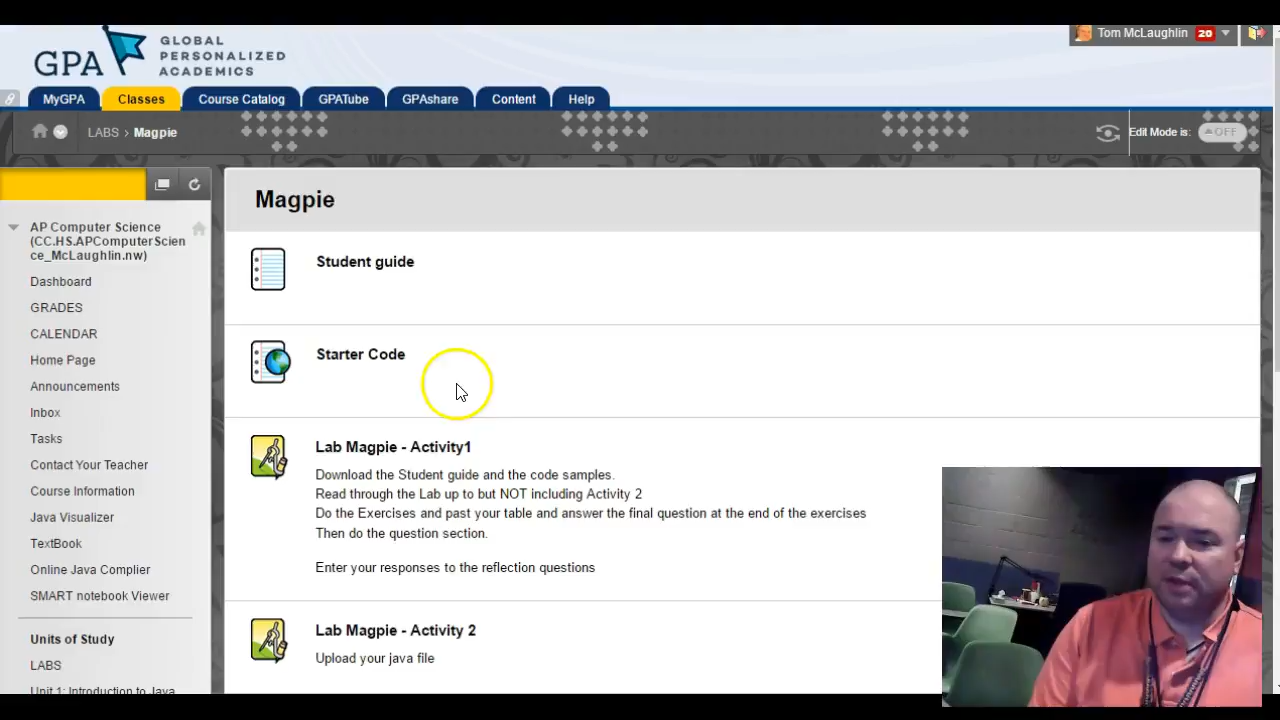 Tom McLaughlin 20
GPA
GLOBAL
PERSONALIZED
ACADEMICS
MyGPA
Classes
Course Catalog
GPATube
GPAshare
Content
Help
LABS > Magpie
Edit Mode is:
OFF
AP Computer Science
(CC.HS.APComputerScien
ce_McLaughlin.nw)
Dashboard
GRADES
CALENDAR
Home Page
Announcements
Inbox
Tasks
Contact Your Teacher
Course Information
Java Visualizer
TextBook
Online Java Complier
SMART notebook Viewer
Units of Study
LABS
Unit 1: Introduction to Java
Magpie
Student guide
Starter Code
Lab Magpie - Activity1
Download the Student guide and the code samples.
Read through the Lab up to but NOT including Activity 2
Do the Exercises and past your table and answer the final question at the end of the exercises
Then do the question section.
Enter your responses to the reflection questions
Lab Magpie - Activity 2
Upload your java file